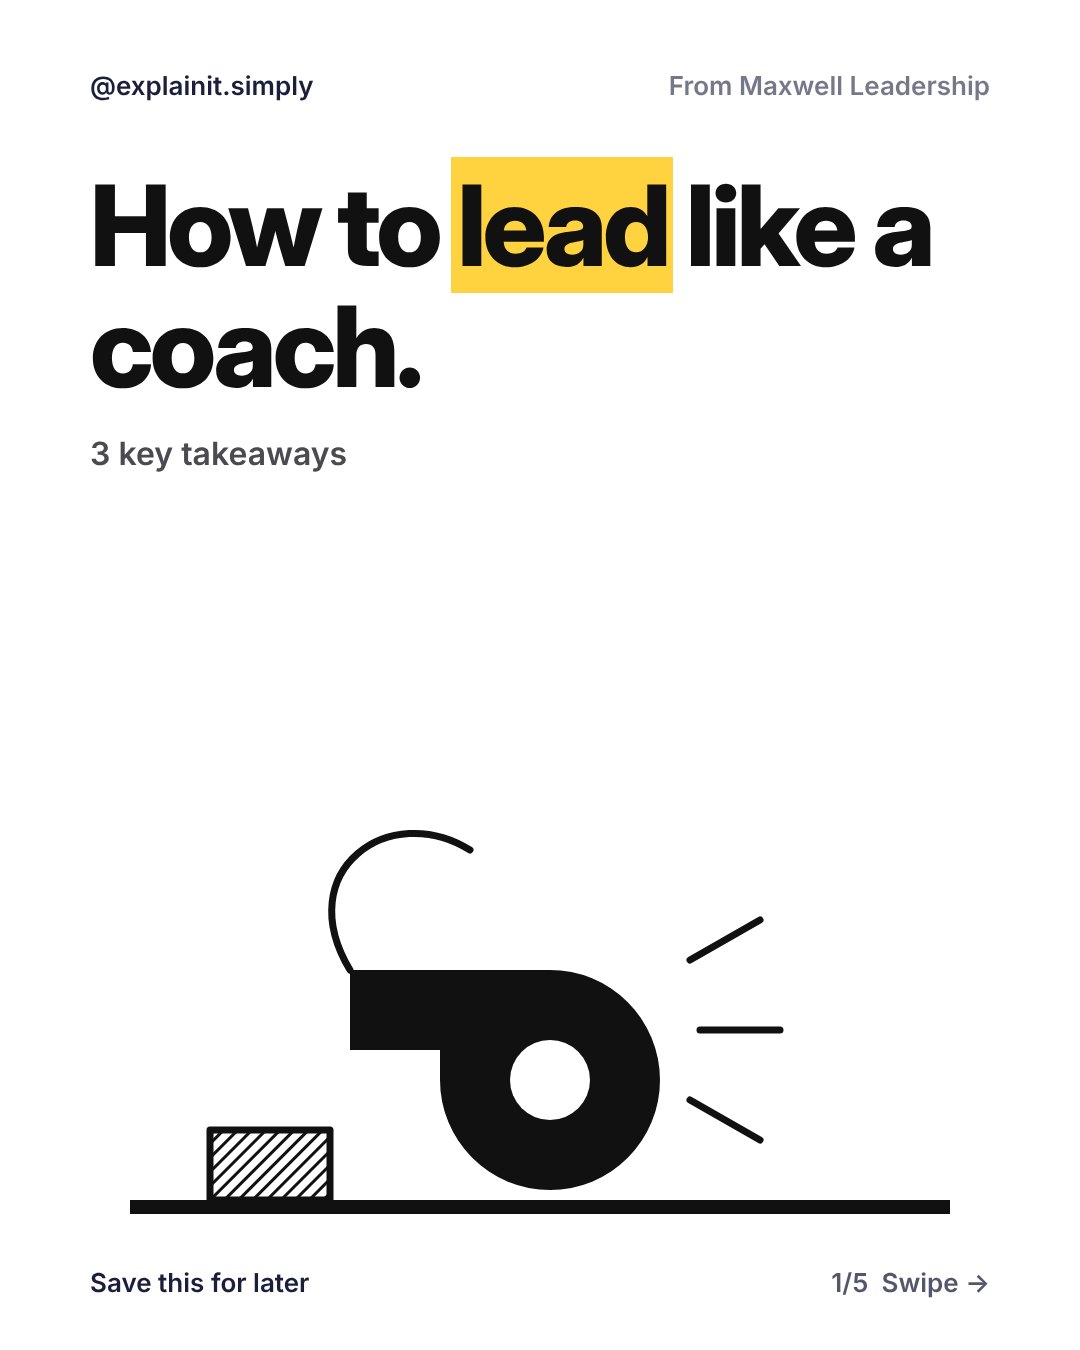 @explainit.simply
From Maxwell Leadership
How to lead like a
coach.
3 key takeaways
Save this for later
1/5 Swipe →